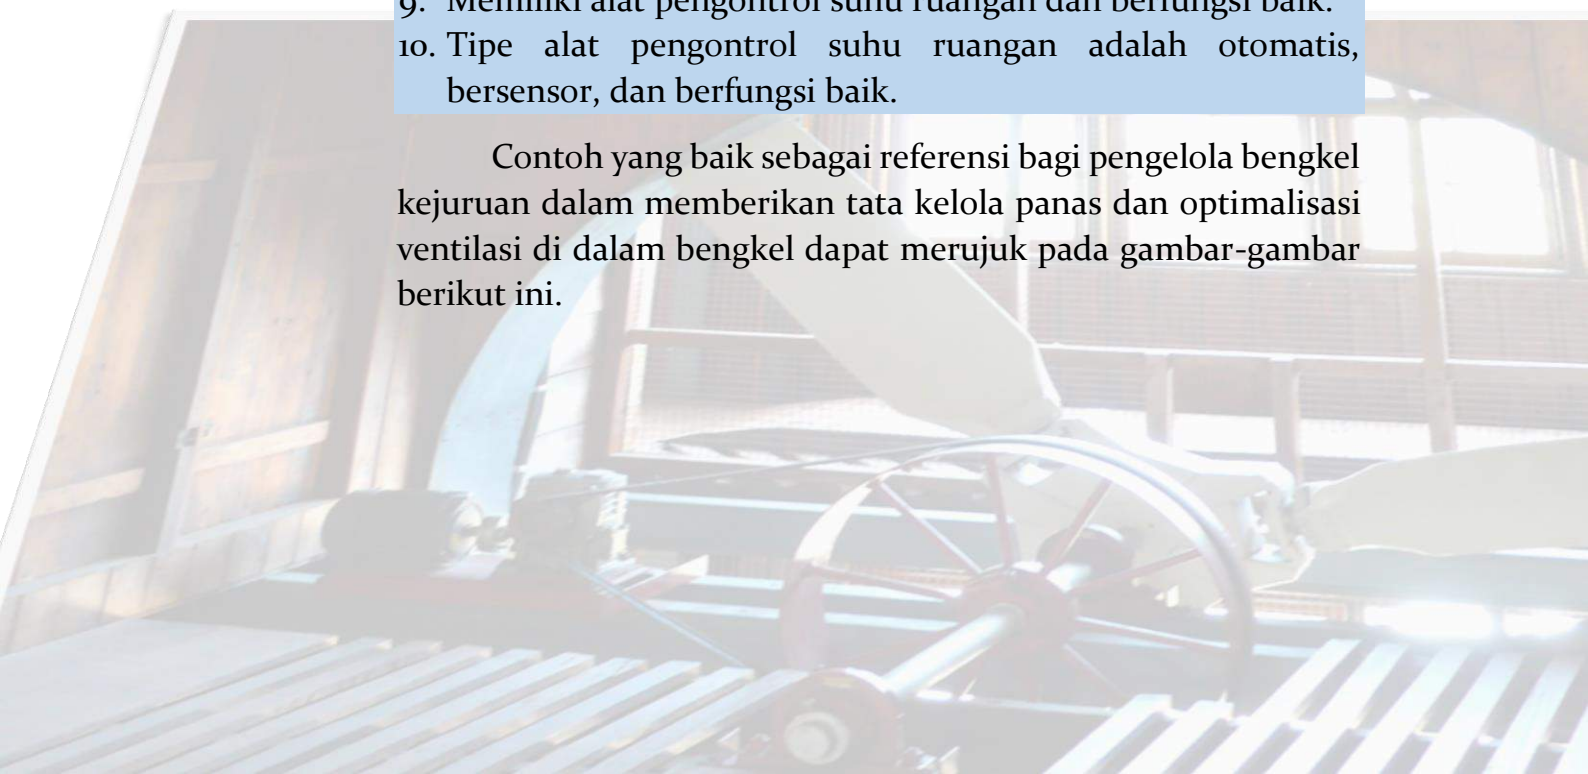 9. Memiliki alat pengontrol suhu ruangan dan berfungsi baik.
10. Tipe alat pengontrol suhu ruangan adalah otomatis,
bersensor, dan berfungsi baik.
Contoh yang baik sebagai referensi bagi pengelola bengkel
kejuruan dalam memberikan tata kelola panas dan optimalisasi
ventilasi di dalam bengkel dapat merujuk pada gambar-gambar
berikut ini.